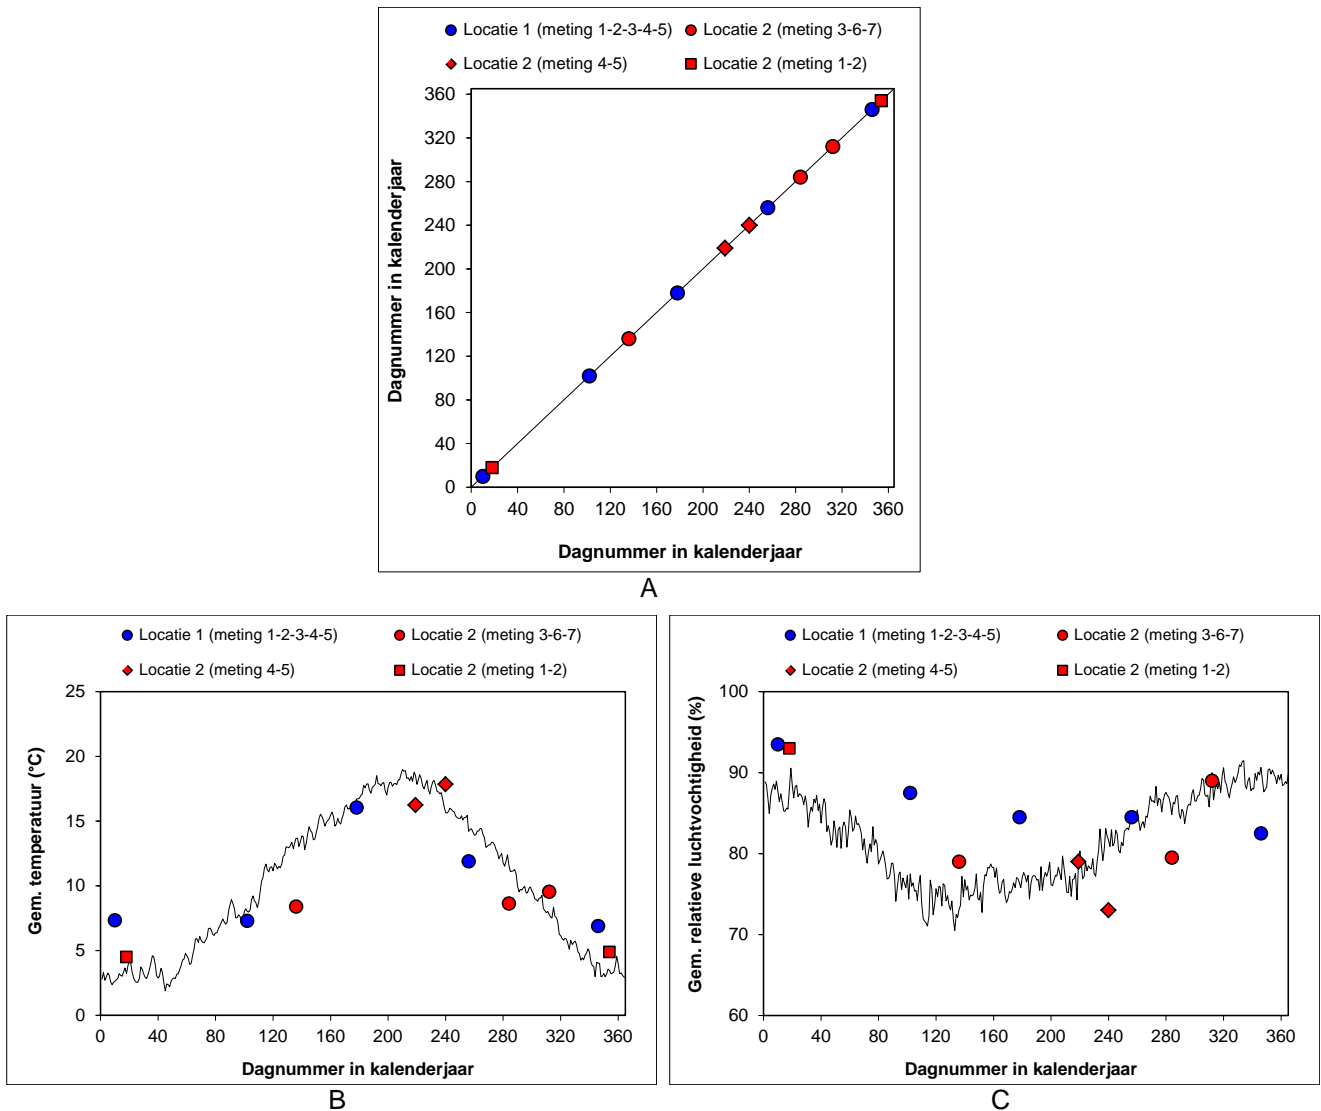 Locatie 1 (meting 1-2-3-4-5) Locatie 2 (meting 3-6-7)
Locatie 2 (meting 4-5) Locatie 2 (meting 1-2)
Dagnummer in kalenderjaar
360
320
280
240
200
160
120
80
40
0
0 40 80 120 160 200 240 280 320 360
Dagnummer in kalenderjaar
A
Locatie 1 (meting 1-2-3-4-5) Locatie 2 (meting 3-6-7)
Locatie 2 (meting 4-5) Locatie 2 (meting 1-2)
Gem. temperatuur (°C)
25
20
15
10
5
0
0 40 80 120 160 200 240 280 320 360
Dagnummer in kalenderjaar
B
Locatie 1 (meting 1-2-3-4-5) Locatie 2 (meting 3-6-7)
Locatie 2 (meting 4-5) Locatie 2 (meting 1-2)
Gem. relatieve luchtvochtigheid (%)
100
90
80
70
60
0 40 80 120 160 200 240 280 320 360
Dagnummer in kalenderjaar
C